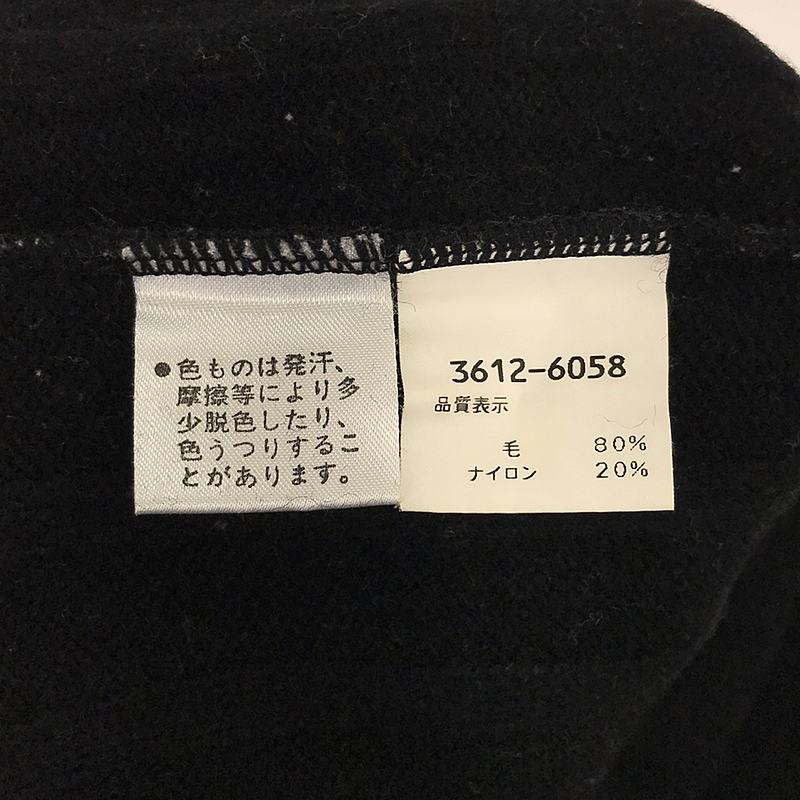 ●色ものは発汗、
摩擦等により多
少脱色したり、
色うつりするこ
とがあります。
3612-6058
品質表示
毛 80%
ナイロン 20%